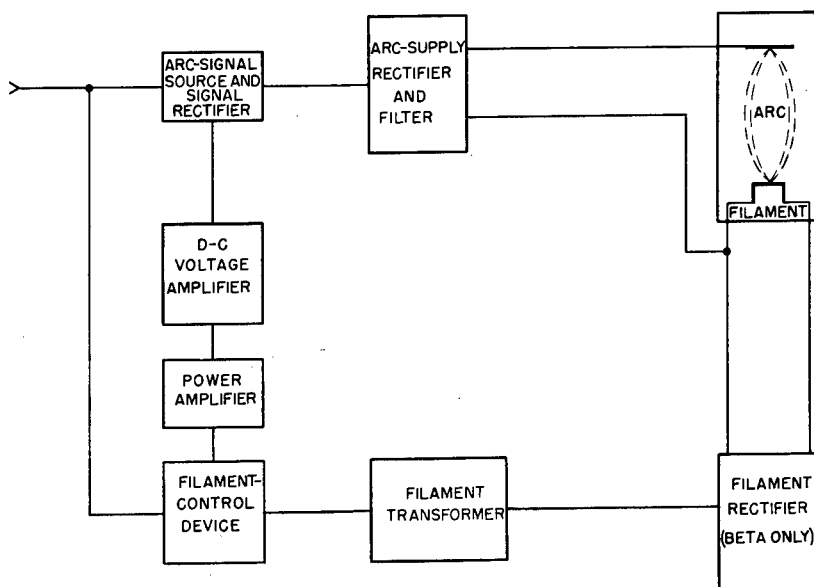 ARC-SIGNAL
SOURCE AND
SIGNAL
RECTIFIER
ARC-SUPPLY
RECTIFIER
AND
FILTER
ARC
FILAMENT
D-C
VOLTAGE
AMPLIFIER
POWER
AMPLIFIER
FILAMENT-
CONTROL
DEVICE
FILAMENT
TRANSFORMER
FILAMENT
RECTIFIER
(BETA ONLY)